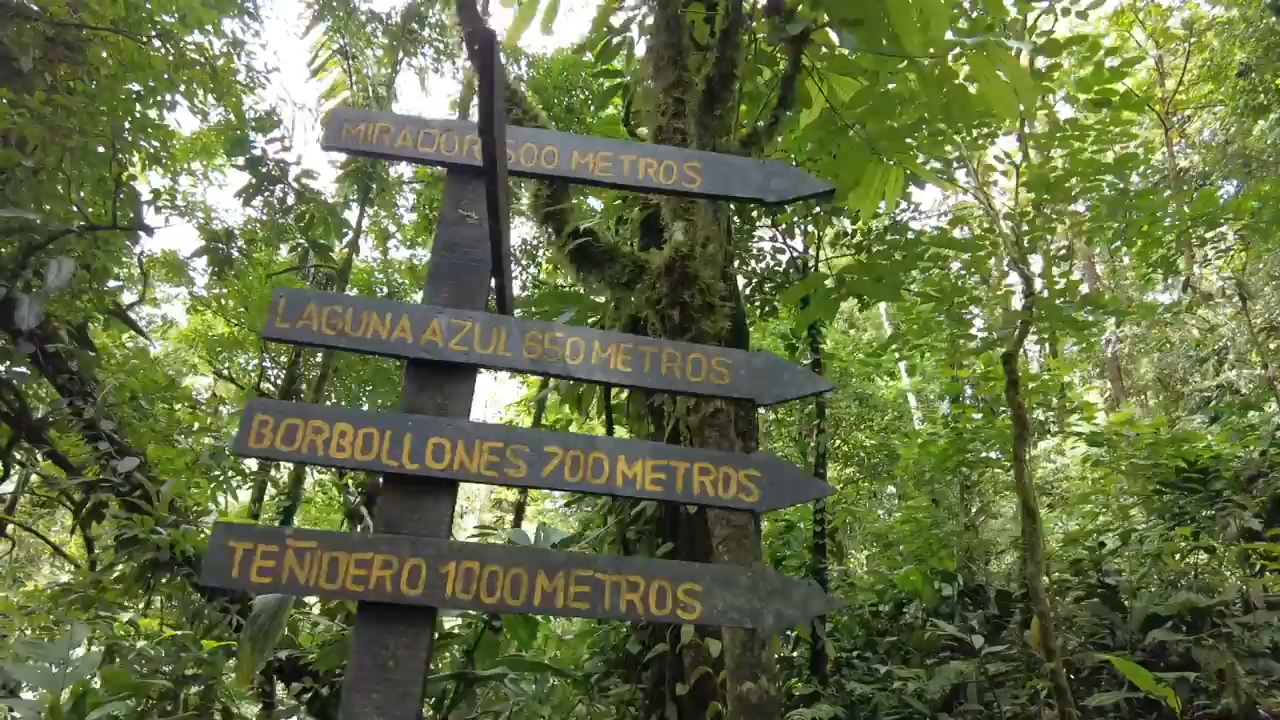 MIRADOR 500 METROS
LAGUNA AZUL 650 METROS
BORBOLLONES 700 METROS
TEÑIDERO 1000 METROS